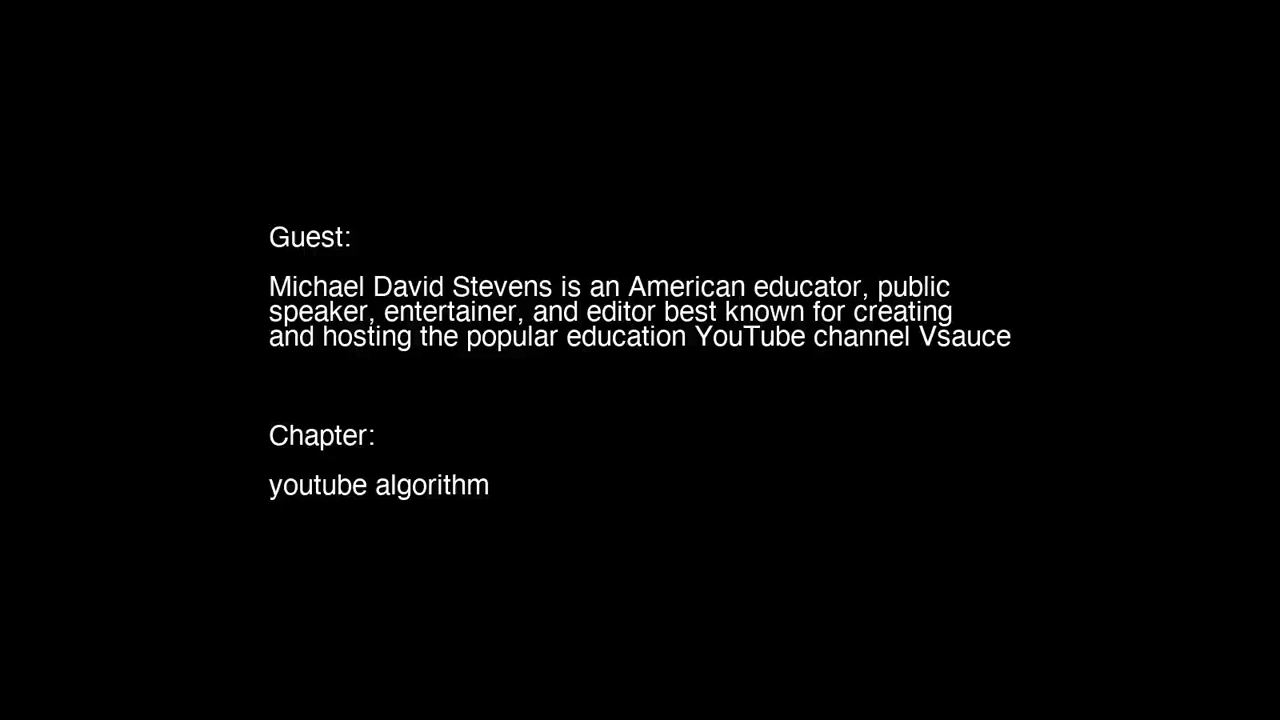 Guest:
Michael David Stevens is an American educator, public
speaker, entertainer, and editor best known for creating
and hosting the popular education YouTube channel Vsauce
Chapter:
youtube algorithm